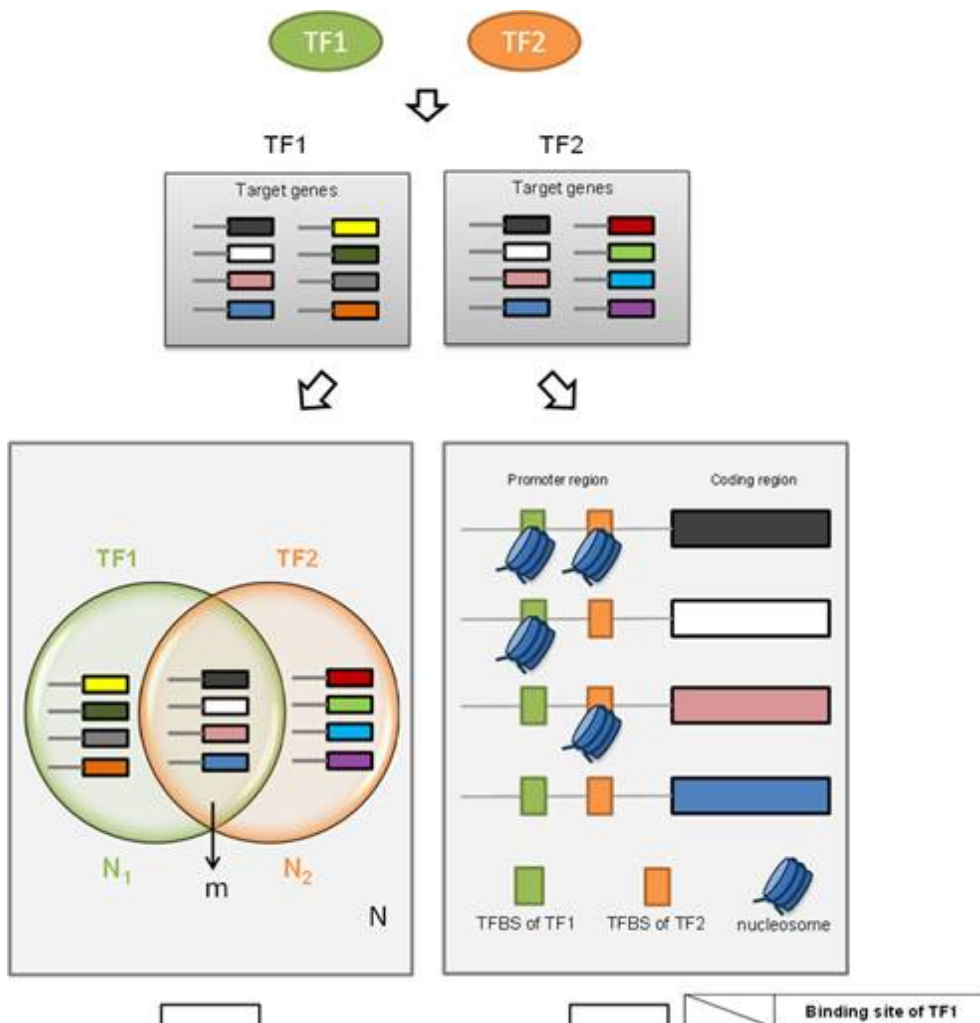 TF1
TF2
TF1
TF2
Target genes
Target genes
Promoter region
Coding region
TF1
TF2
N1
N2
m
N
TFBS of TF1
TFBS of TF2
nucleosome
Binding site of TF1